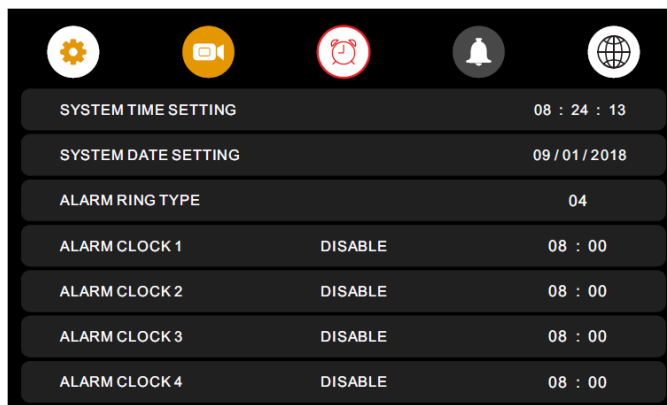 SYSTEM TIME SETTING 08 : 24 : 13
SYSTEM DATE SETTING 09/01/2018
ALARM RING TYPE 04
ALARM CLOCK 1 DISABLE 08 : 00
ALARM CLOCK 2 DISABLE 08 : 00
ALARM CLOCK 3 DISABLE 08 : 00
ALARM CLOCK 4 DISABLE 08 : 00